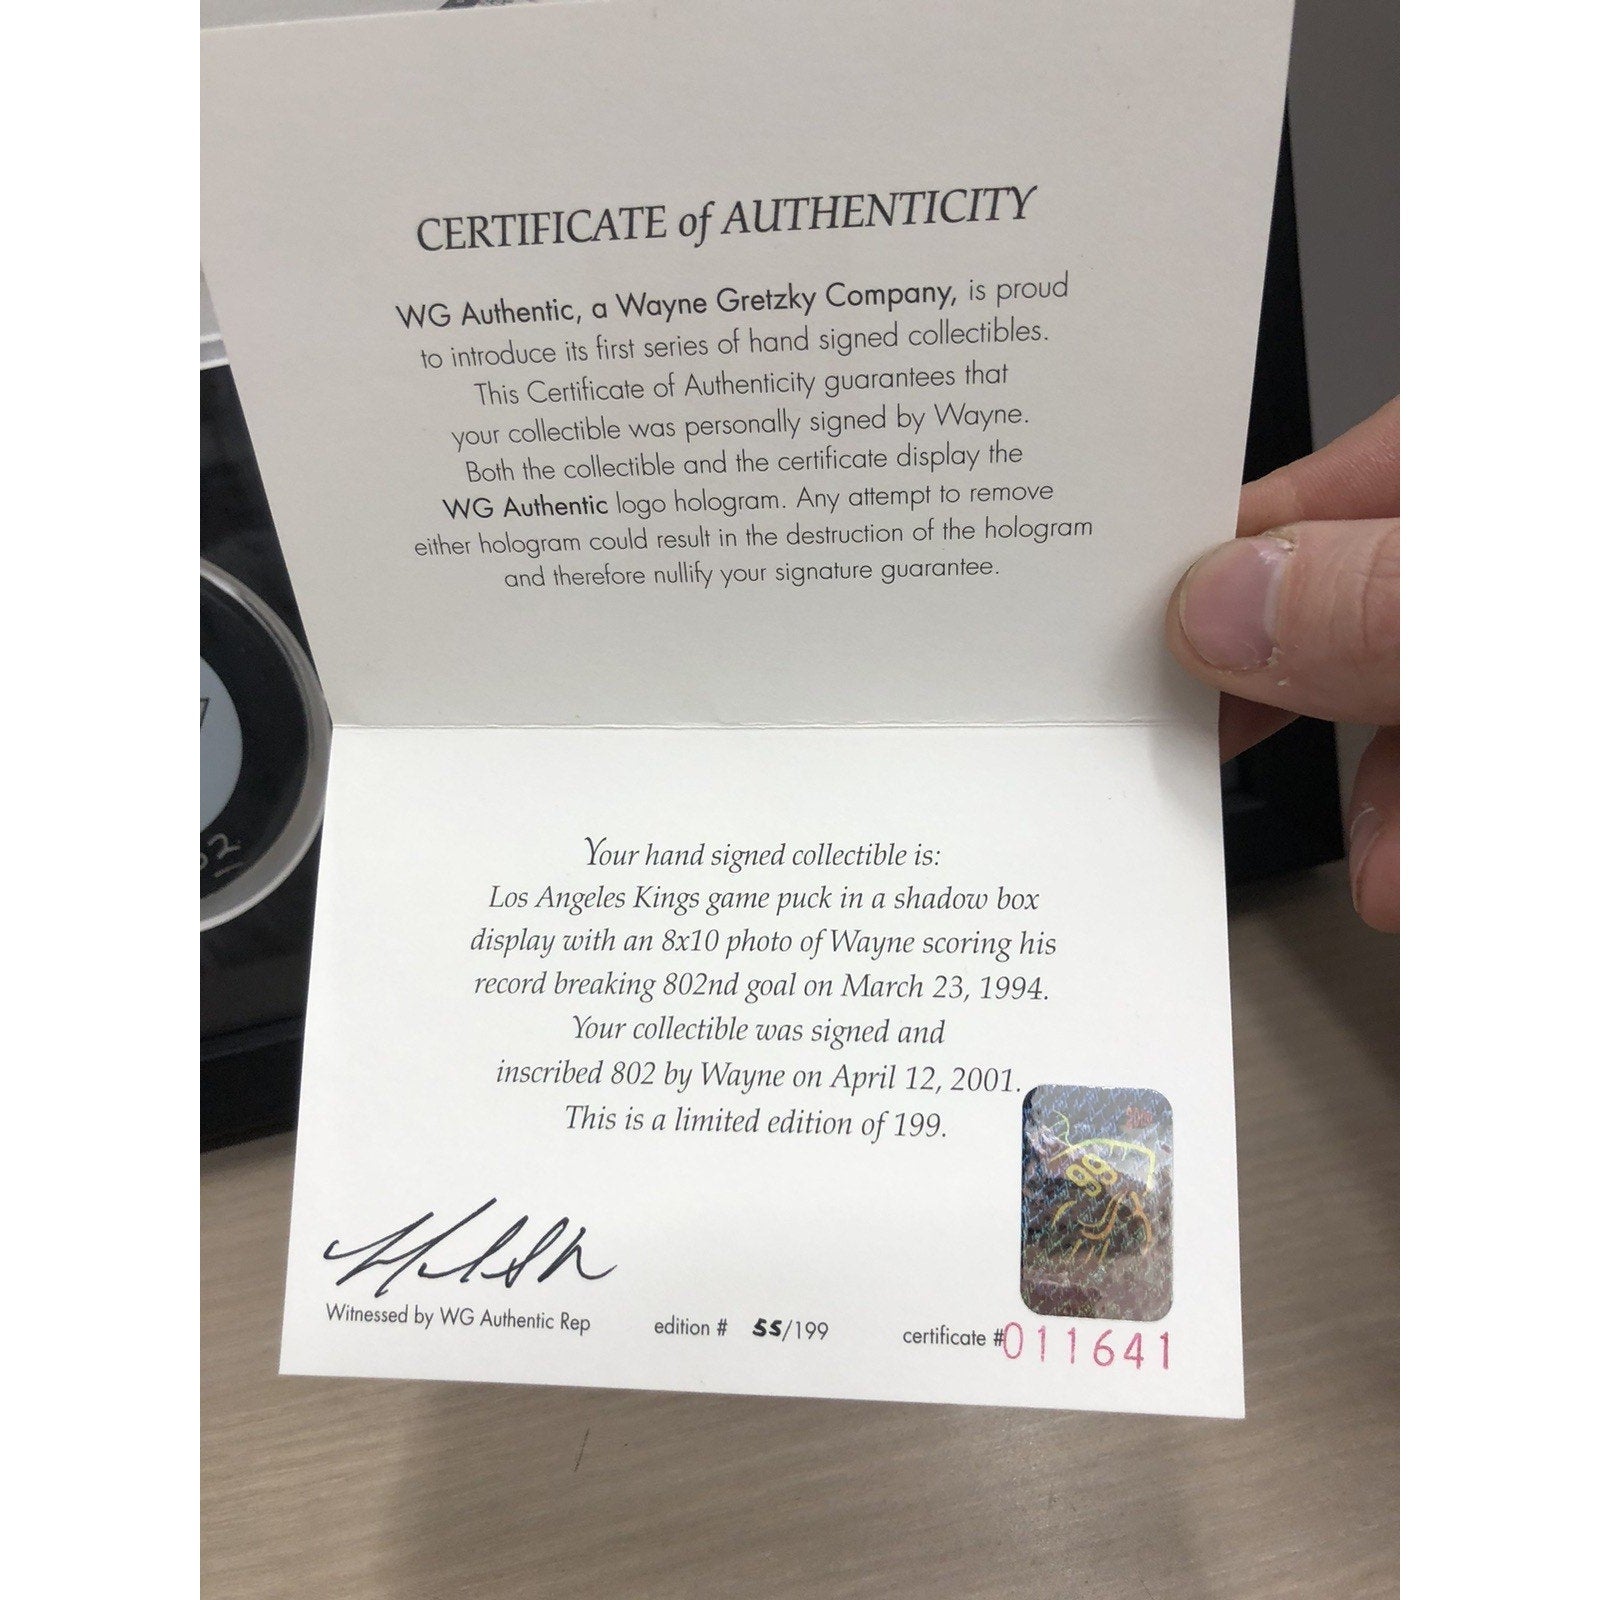 CERTIFICATE of AUTHENTICITY
WG Authentic, a Wayne Gretzky Company, is proud
to introduce its first series of hand signed collectibles.
This Certificate of Authenticity guarantees that
your collectible was personally signed by Wayne.
Both the collectible and the certificate display the
WG Authentic logo hologram. Any attempt to remove
either hologram could result in the destruction of the hologram
and therefore nullify your signature guarantee.
Your hand signed collectible is:
Los Angeles Kings game puck in a shadow box
display with an 8x10 photo of Wayne scoring his
record breaking 802nd goal on March 23, 1994.
Your collectible was signed and
inscribed 802 by Wayne on April 12, 2001.
This is a limited edition of 199.
99
Witnessed by WG Authentic Rep
edition # 55/199
certificate #011641